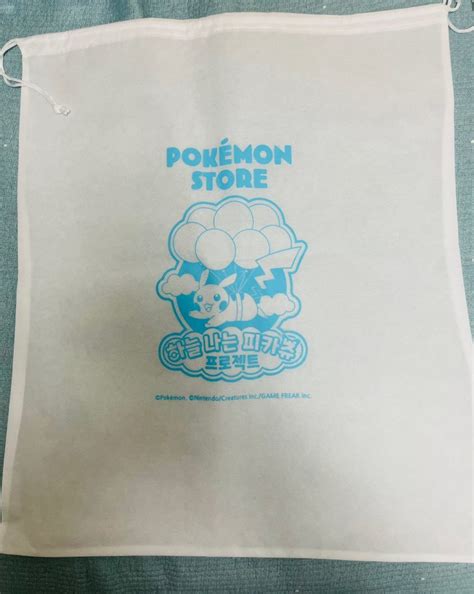 POKÉMON
STORE
하늘 나는 피카츄
프로젝트
©Pokémon. ©Nintendo/Creatures Inc./GAME FREAK Inc.